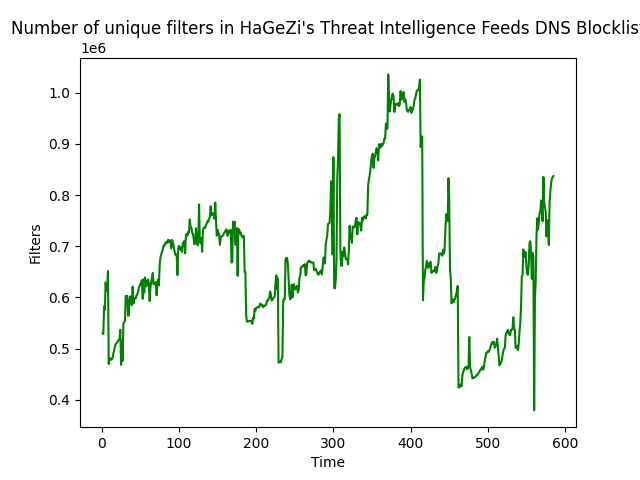 Number of unique filters in HaGeZi's Threat Intelligence Feeds DNS Blocklis
1e6
1.0
0.9
0.8
0.7
0.6
0.5
0.4
Filters
0 100 200 300 400 500 600
Time